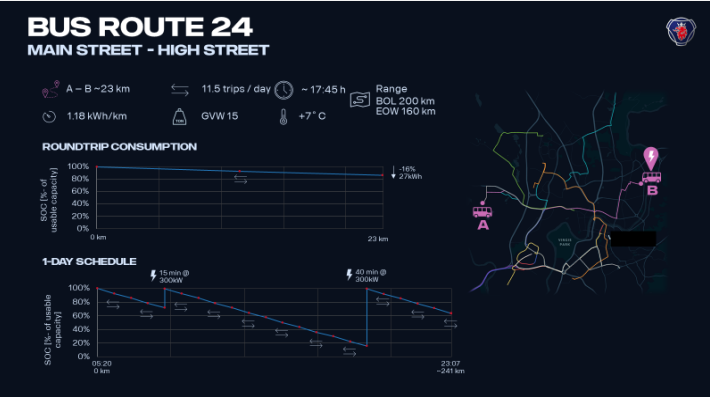 BUS ROUTE 24
MAIN STREET - HIGH STREET
A – B ~23 km
11.5 trips / day
~ 17:45 h
Range
BOL 200 km
EOW 160 km
1.18 kWh/km
GVW 15
+7° C
ROUNDTRIP CONSUMPTION
SOC [%- of
usable capacity]
100%
80%
60%
40%
20%
0%
-16%
27kWh
0 km
23 km
1-DAY SCHEDULE
15 min @
300kW
40 min @
300kW
SOC [%- of usable
capacity]
100%
80%
60%
40%
20%
0%
05:20
0 km
23:07
~241 km
A
B